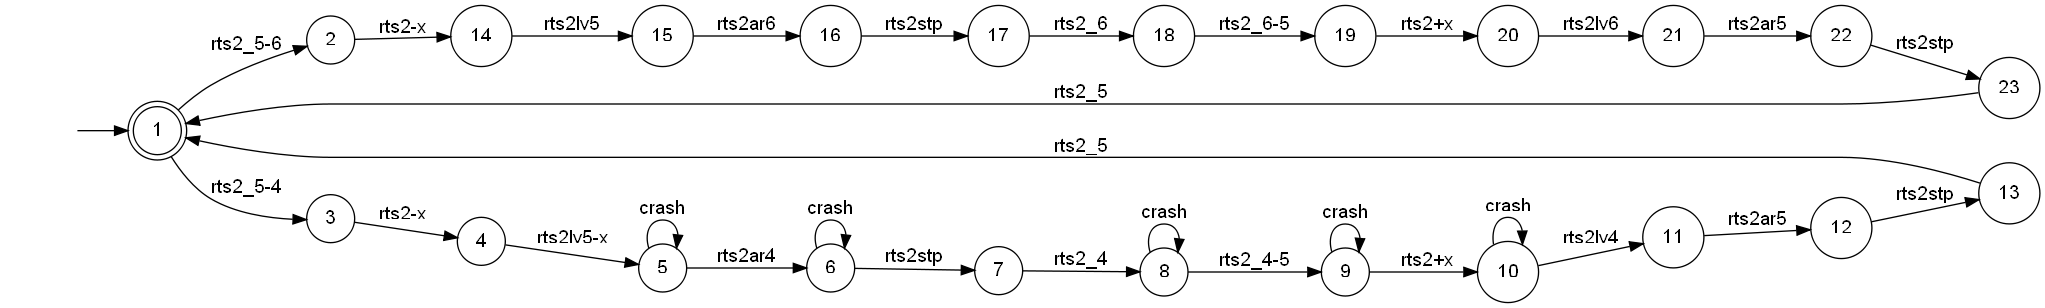 rts2_5-6
2
rts2-x
14
rts2lv5
15
rts2ar6
16
rts2stp
17
rts2_6
18
rts2_6-5
19
rts2+x
20
rts2lv6
21
rts2ar5
22
rts2stp
23
rts2_5
1
rts2_5
rts2_5-4
3
rts2-x
4
rts2lv5-x
crash
5
rts2ar4
crash
6
rts2stp
7
rts2_4
crash
8
rts2_4-5
crash
9
rts2+x
crash
10
rts2lv4
11
rts2ar5
12
rts2stp
13